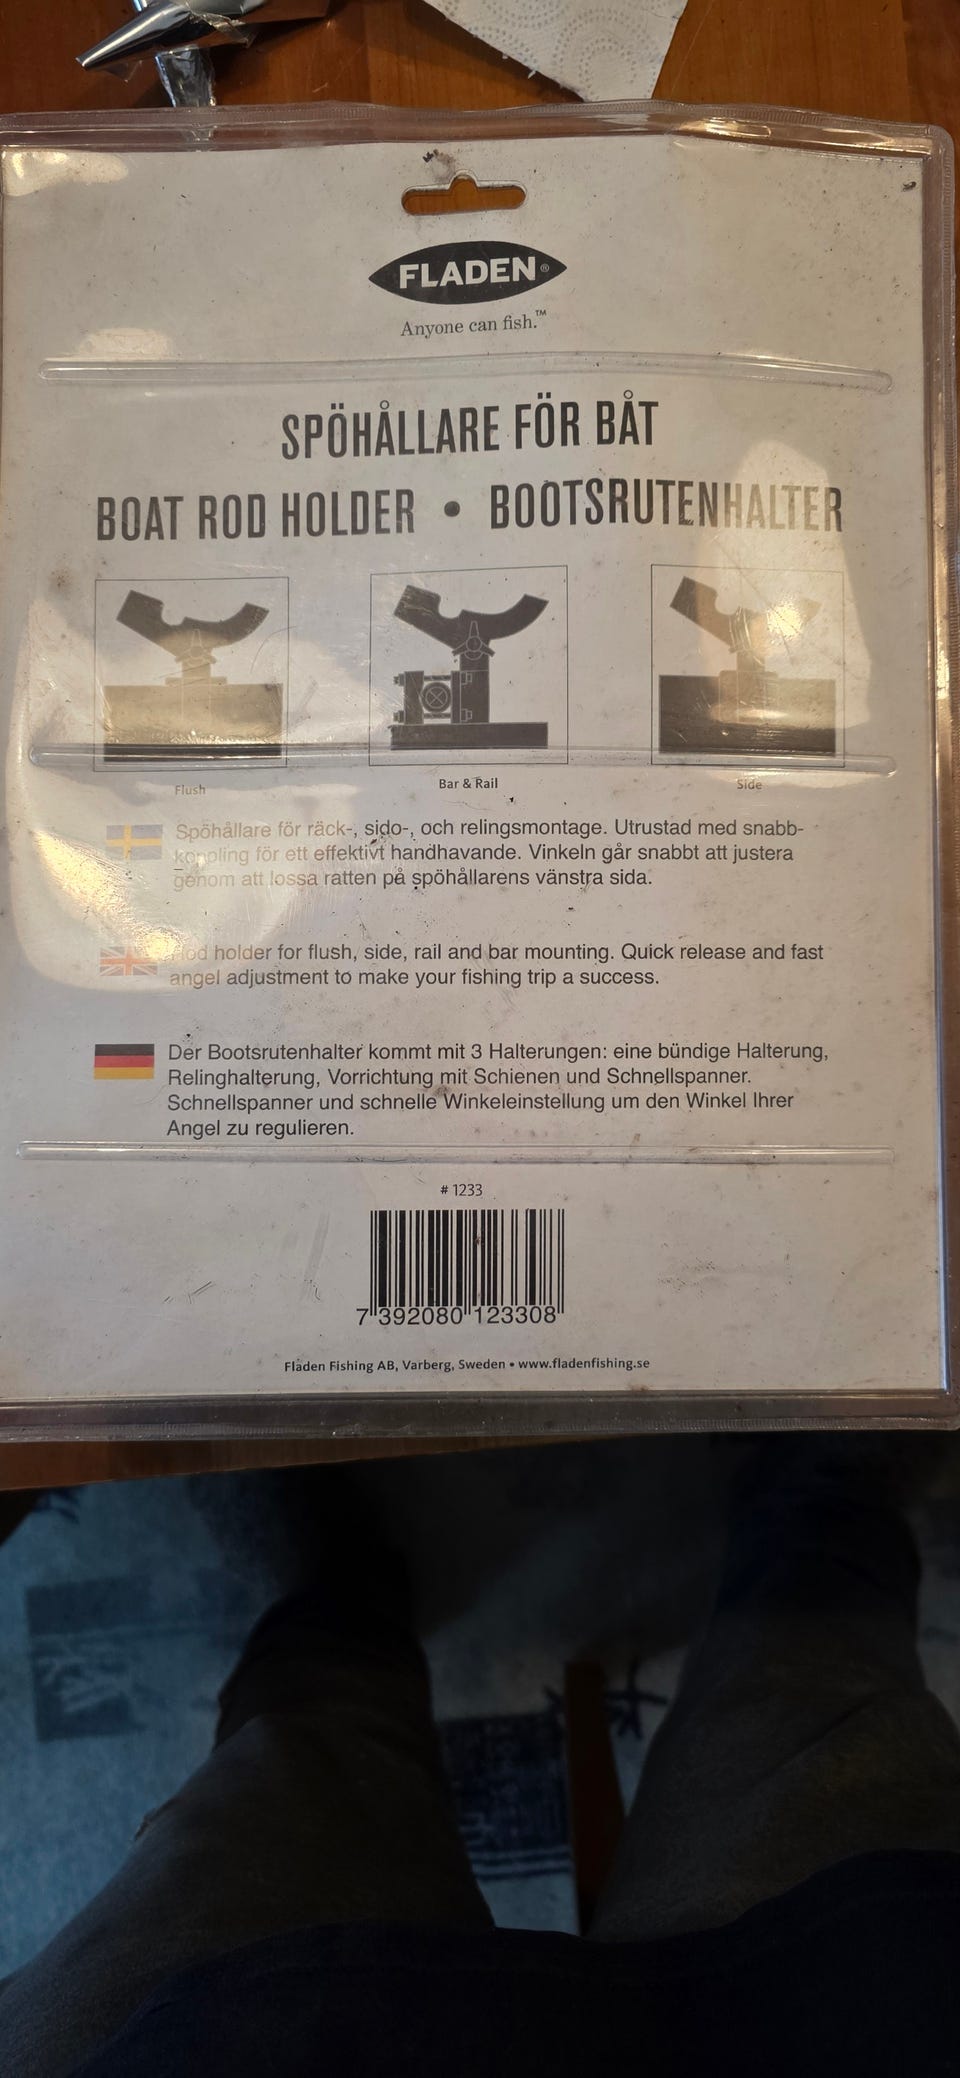 FLADEN®
Anyone can fish.™
SPÖHÅLLARE FÖR BÅT
BOAT ROD HOLDER • BOOTSRUTENHALTER
Flush
Bar & Rail
Side
Spöhållare för räck-, sido-, och relingsmontage. Utrustad med snabb-
koppling för ett effektivt handhavande. Vinkeln går snabbt att justera
genom att lossa ratten på spöhållarens vänstra sida.
Rod holder for flush, side, rail and bar mounting. Quick release and fast
angel adjustment to make your fishing trip a success.
Der Bootsrutenhalter kommt mit 3 Halterungen: eine bündige Halterung,
Relinghalterung, Vorrichtung mit Schienen und Schnellspanner.
Schnellspanner und schnelle Winkeleinstellung um den Winkel Ihrer
Angel zu regulieren.
# 1233
7 392080 123308
Fladen Fishing AB, Varberg, Sweden • www.fladenfishing.se